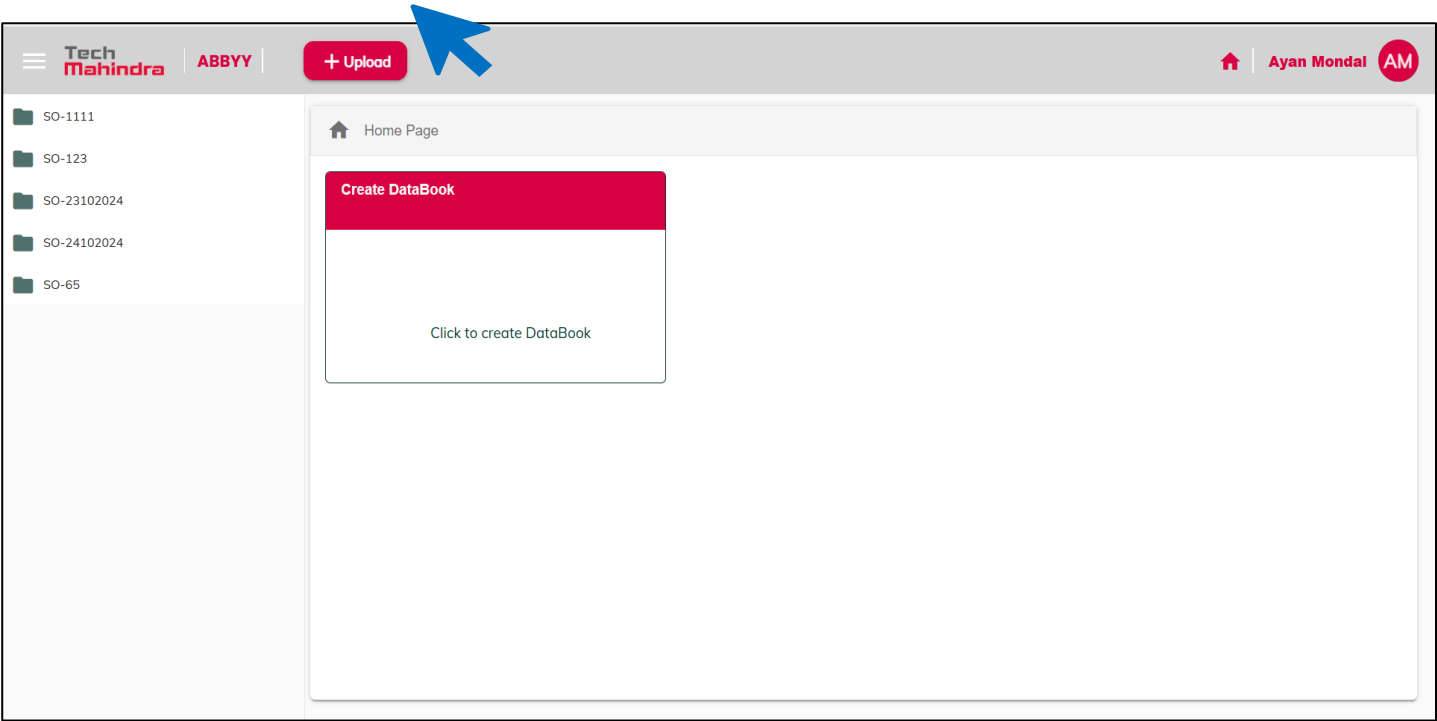 Tech
Mahindra
ABBYY
+ Upload
Ayan Mondal
AM
SO-1111
SO-123
SO-23102024
SO-24102024
SO-65
Home Page
Create DataBook
Click to create DataBook